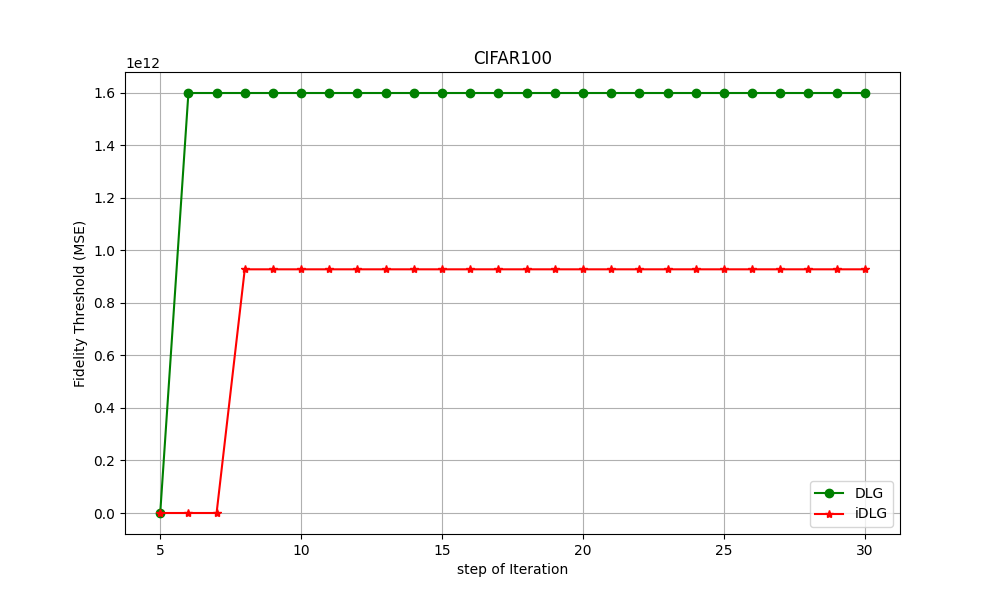 CIFAR100
1e12
1.6
1.4
1.2
1.0
0.8
0.6
0.4
0.2
0.0
Fidelity Threshold (MSE)
DLG
iDLG
5 10 15 20 25 30
step of Iteration